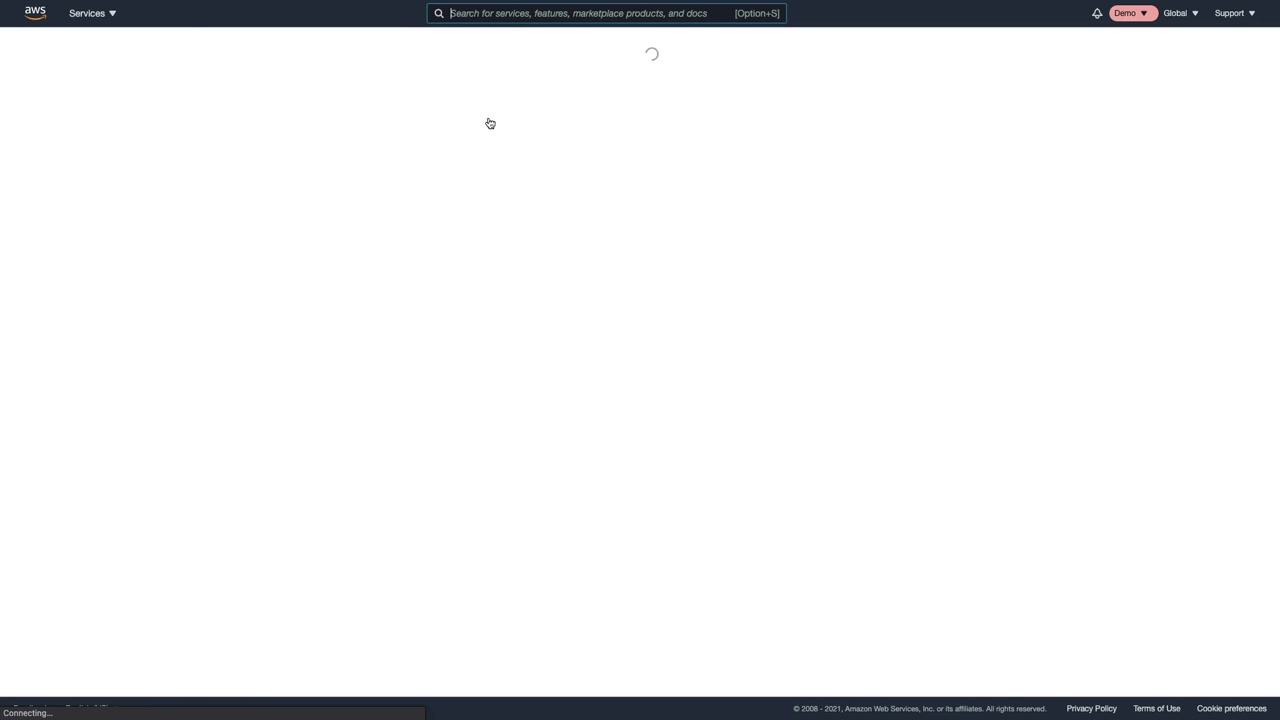 aws
Services
Search for services, features, marketplace products, and docs [Option+S]
Demo
Global
Support
Connecting...
© 2008 - 2021, Amazon Web Services, Inc. or its affiliates. All rights reserved.
Privacy Policy
Terms of Use
Cookie preferences